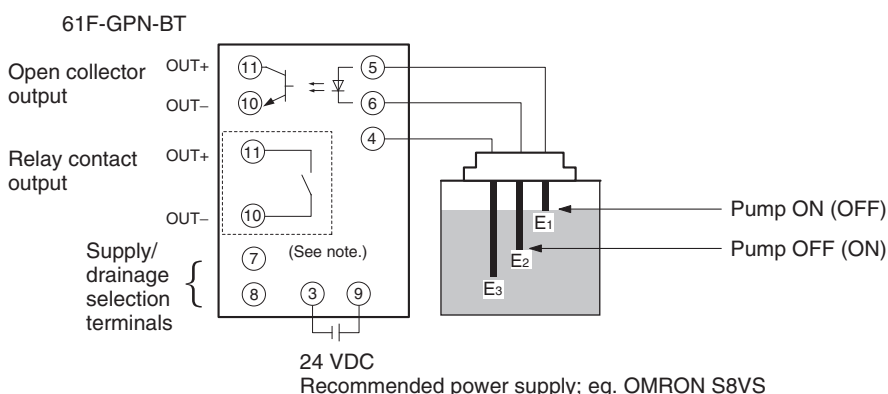 61F-GPN-BT
Open collector
output
OUT+
OUT−
11
10
5
6
4
Relay contact
output
OUT+
OUT−
11
10
Supply/
drainage
selection
terminals
{
7
8
(See note.)
3
9
24 VDC
Recommended power supply; eg. OMRON S8VS
E1
E2
E3
Pump ON (OFF)
Pump OFF (ON)